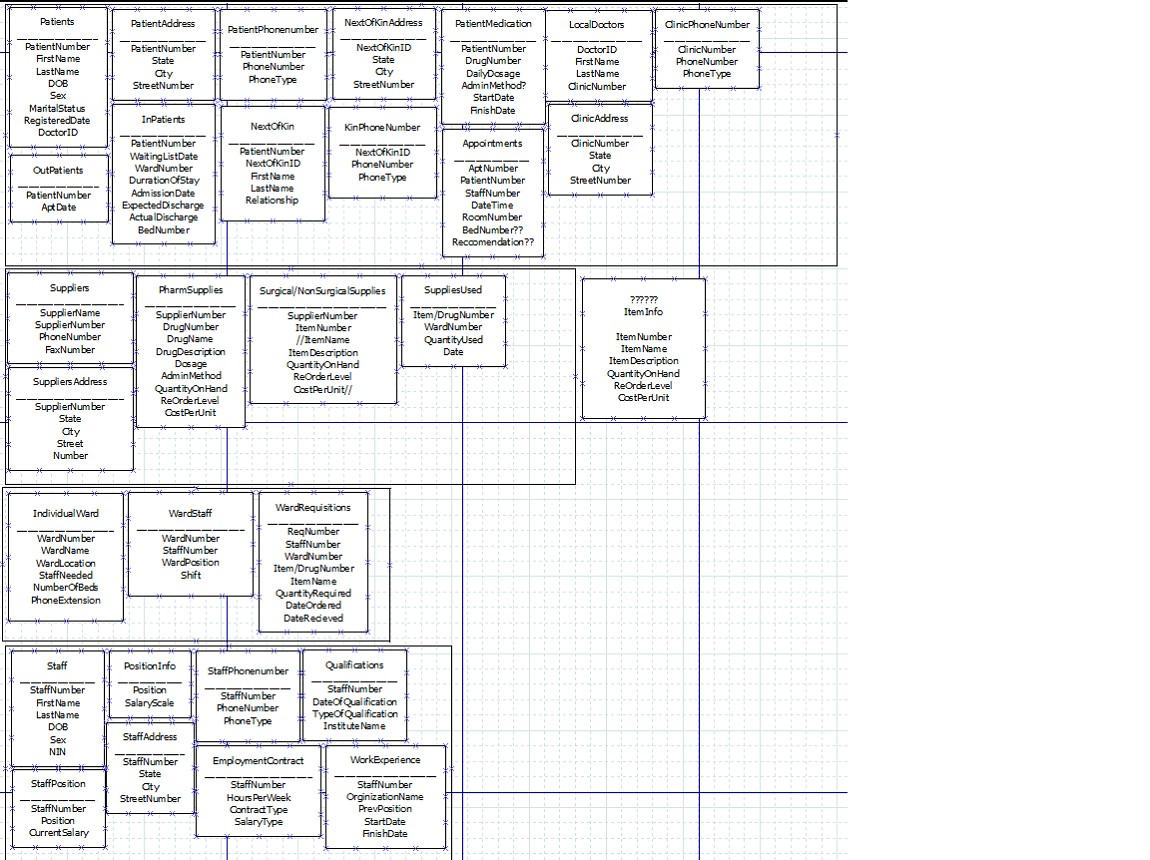 Patients
PatientNumber
FirstName
LastName
DOB
Sex
MaritalStatus
RegisteredDate
DoctorID
PatientAddress
PatientNumber
State
City
StreetNumber
PatientPhonenumber
PatientNumber
PhoneNumber
PhoneType
NextOfKinAddress
NextOfKinID
State
City
StreetNumber
PatientMedication
PatientNumber
DrugNumber
DailyDosage
AdminMethod?
StartDate
FinishDate
LocalDoctors
DoctorID
FirstName
LastName
ClinicNumber
ClinicPhoneNumber
ClinicNumber
PhoneNumber
PhoneType
OutPatients
PatientNumber
AptDate
InPatients
PatientNumber
WaitingListDate
WardNumber
DurrationOfStay
AdmissionDate
ExpectedDischarge
ActualDischarge
BedNumber
NextOfKin
PatientNumber
NextOfKinID
FirstName
LastName
Relationship
KinPhoneNumber
NextOfKinID
PhoneNumber
PhoneType
Appointments
AptNumber
PatientNumber
StaffNumber
DateTime
RoomNumber
BedNumber??
Reccomendation??
ClinicAddress
ClinicNumber
State
City
StreetNumber
Suppliers
SupplierName
SupplierNumber
PhoneNumber
FaxNumber
SuppliersAddress
SupplierNumber
State
City
Street
Number
PharmSupplies
SupplierNumber
DrugNumber
DrugName
DrugDescription
Dosage
AdminMethod
QuantityOnHand
ReOrderLevel
CostPerUnit
Surgical/NonSurgicalSupplies
SupplierNumber
ItemNumber
//ItemName
ItemDescription
QuantityOnHand
ReOrderLevel
CostPerUnit//
SuppliesUsed
Item/DrugNumber
WardNumber
QuantityUsed
Date
??????
ItemInfo
ItemNumber
ItemName
ItemDescription
QuantityOnHand
ReOrderLevel
CostPerUnit
IndividualWard
WardNumber
WardName
WardLocation
StaffNeeded
NumberOfBeds
PhoneExtension
WardStaff
WardNumber
StaffNumber
WardPosition
Shift
WardRequisitions
ReqNumber
StaffNumber
WardNumber
Item/DrugNumber
ItemName
QuantityRequired
DateOrdered
DateRecieved
Staff
StaffNumber
FirstName
LastName
DOB
Sex
NIN
PositionInfo
Position
SalaryScale
StaffPhonenumber
StaffNumber
PhoneNumber
PhoneType
Qualifications
StaffNumber
DateOfQualification
TypeOfQualification
InstituteName
StaffAddress
StaffNumber
State
City
StreetNumber
StaffPosition
StaffNumber
Position
CurrentSalary
EmploymentContract
StaffNumber
HoursPerWeek
ContractType
SalaryType
WorkExperience
StaffNumber
OrginizationName
PrevPosition
StartDate
FinishDate